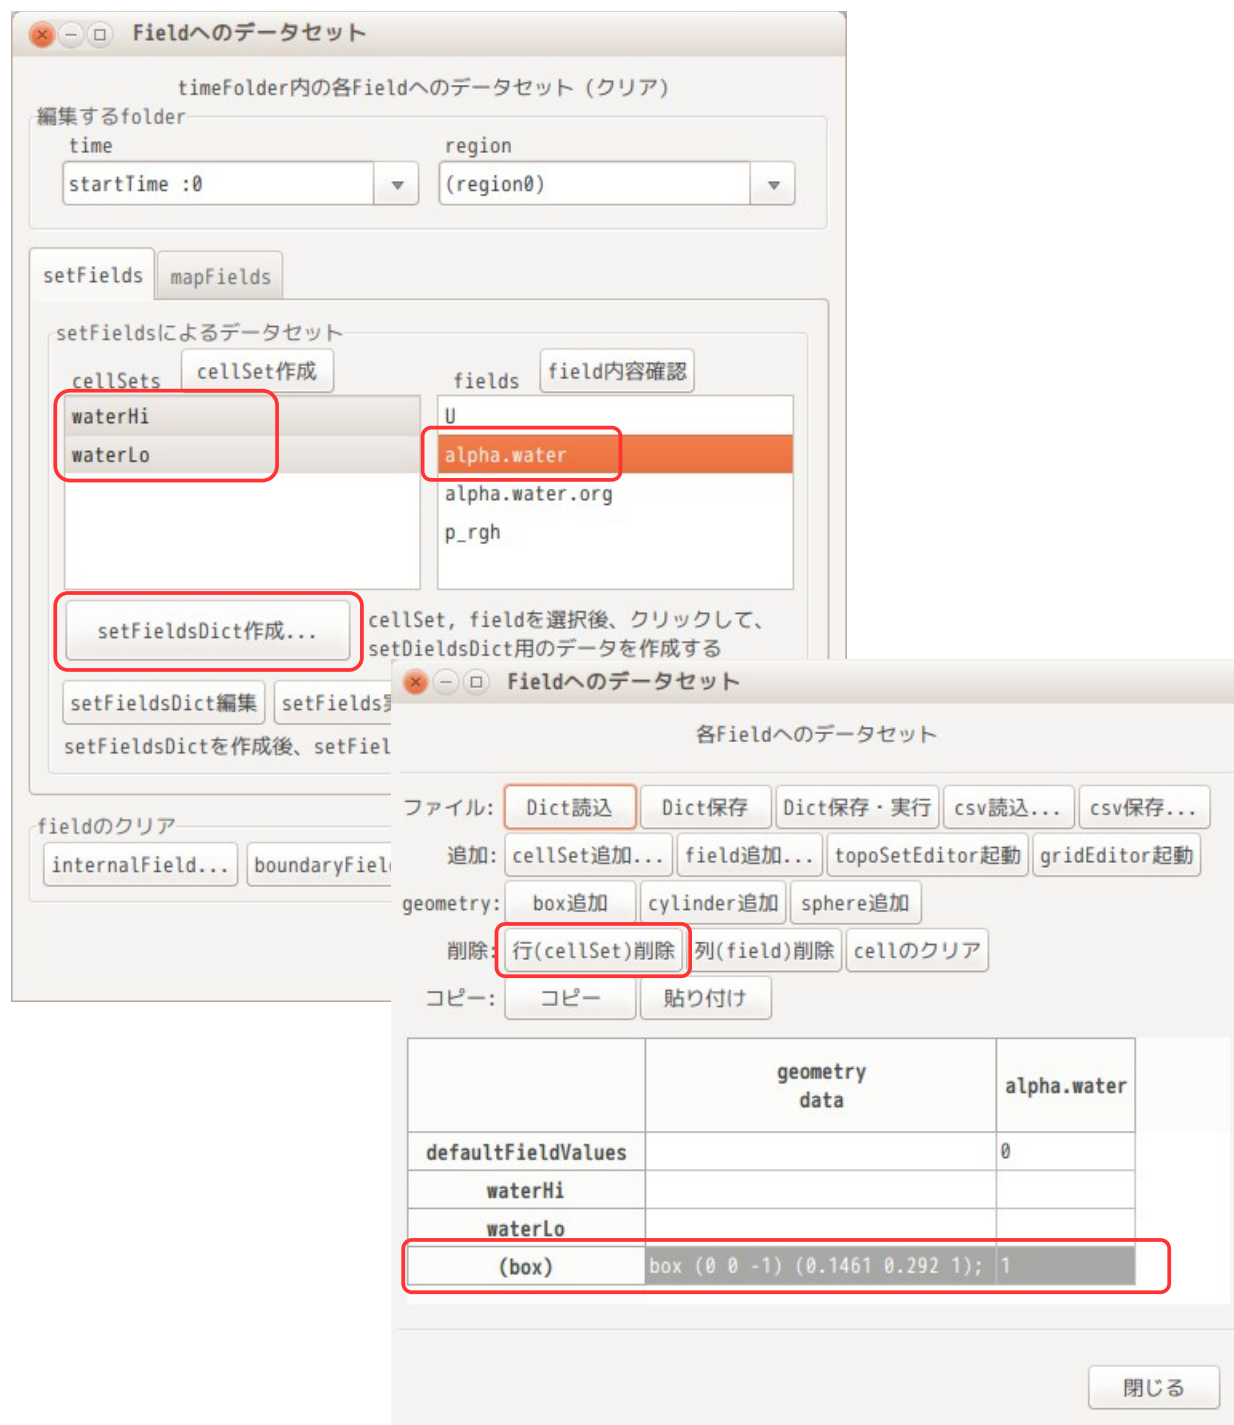 Fieldへのデータセット
timeFolder内の各Fieldへのデータセット (クリア)
編集するfolder
time region
startTime :0 (region0)
setFields mapFields
setFieldsによるデータセット
cellSets cellSet作成 fields field内容確認
waterHi U
waterLo alpha.water
alpha.water.org
p_rgh
setFieldsDict作成... cellSet, fieldを選択後、クリックして、
setDieldsDict用のデータを作成する
setFieldsDict編集 setFields
setFieldsDictを作成後、setFiel
fieldのクリア
internalField... boundaryFiel
Fieldへのデータセット
各Fieldへのデータセット
ファイル: Dict読込 Dict保存 Dict保存・実行 csv読込... csv保存...
追加: cellSet追加... field追加... topoSetEditor起動 gridEditor起動
geometry: box追加 cylinder追加 sphere追加
削除: 行(cellSet)削除 列(field)削除 cellのクリア
コピー: コピー 貼り付け
geometry
data alpha.water
defaultFieldValues 0
waterHi
waterLo
(box) box (0 0 -1) (0.1461 0.292 1); 1
閉じる